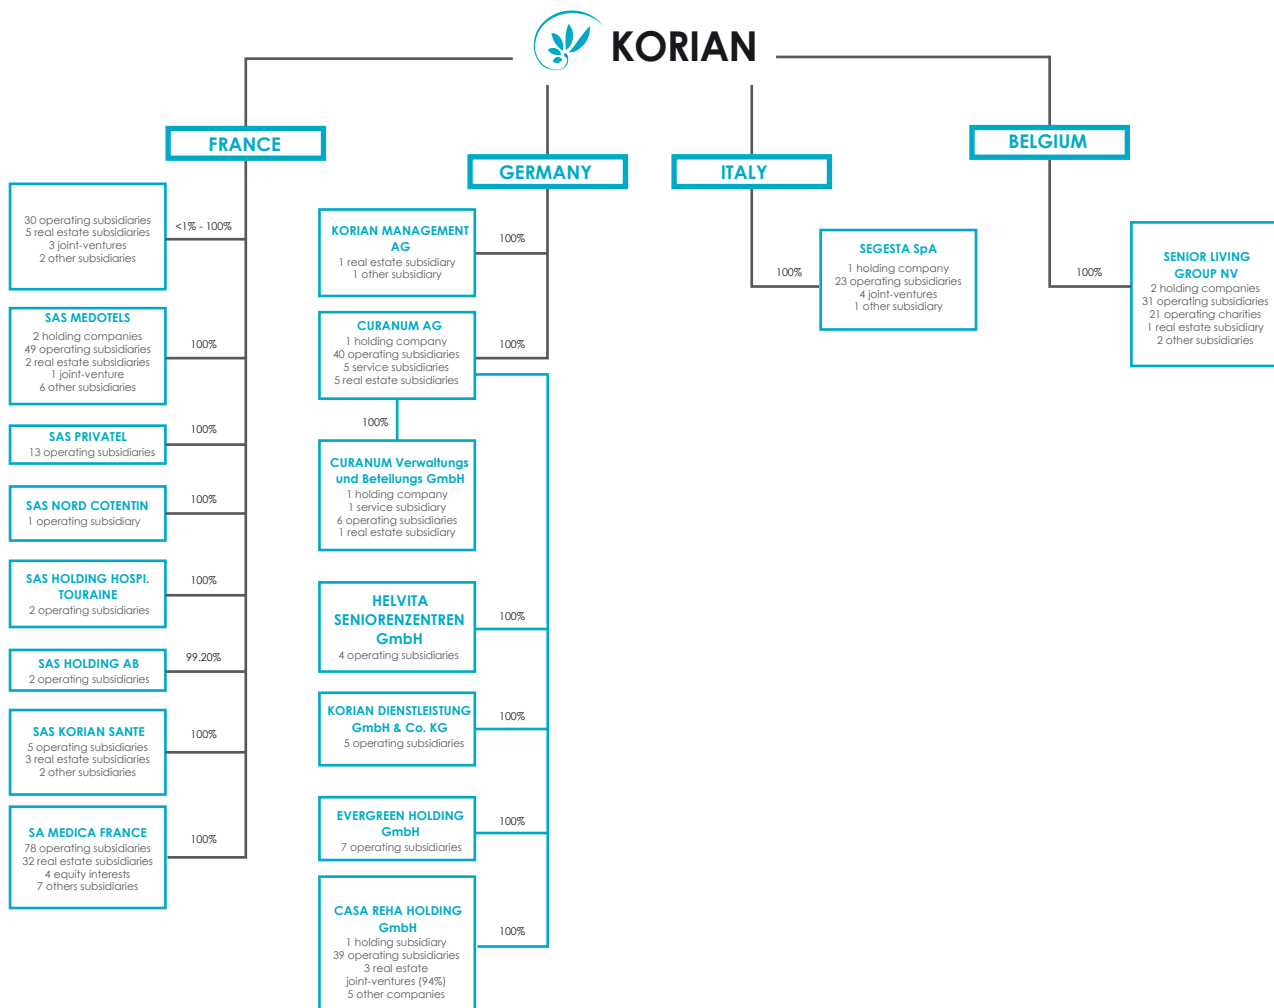 KORIAN
FRANCE
30 operating subsidiaries
5 real estate subsidiaries
3 joint-ventures
2 other subsidiaries
<1% - 100%
SAS MEDOTELS
2 holding companies
49 operating subsidiaries
2 real estate subsidiaries
1 joint-venture
6 other subsidiaries
100%
SAS PRIVATEL
13 operating subsidiaries
100%
SAS NORD COTENTIN
1 operating subsidiary
100%
SAS HOLDING HOSPI.
TOURAINE
2 operating subsidiaries
100%
SAS HOLDING AB
2 operating subsidiaries
99.20%
SAS KORIAN SANTE
5 operating subsidiaries
3 real estate subsidiaries
2 other subsidiaries
100%
SA MEDICA FRANCE
78 operating subsidiaries
32 real estate subsidiaries
4 equity interests
7 others subsidiaries
100%
GERMANY
KORIAN MANAGEMENT
AG
1 real estate subsidiary
1 other subsidiary
100%
CURANUM AG
1 holding company
40 operating subsidiaries
5 service subsidiaries
5 real estate subsidiaries
100%
100%
CURANUM Verwaltungs
und Beteilungs GmbH
1 holding company
1 service subsidiary
6 operating subsidiaries
1 real estate subsidiary
HELVITA
SENIORENZENTREN
GmbH
4 operating subsidiaries
100%
KORIAN DIENSTLEISTUNG
GmbH & Co. KG
5 operating subsidiaries
100%
EVERGREEN HOLDING
GmbH
7 operating subsidiaries
100%
CASA REHA HOLDING
GmbH
1 holding subsidiary
39 operating subsidiaries
3 real estate
joint-ventures (94%)
5 other companies
100%
ITALY
100%
SEGESTA SpA
1 holding company
23 operating subsidiaries
4 joint-ventures
1 other subsidiary
BELGIUM
100%
SENIOR LIVING
GROUP NV
2 holding companies
31 operating subsidiaries
21 operating charities
1 real estate subsidiary
2 other subsidiaries